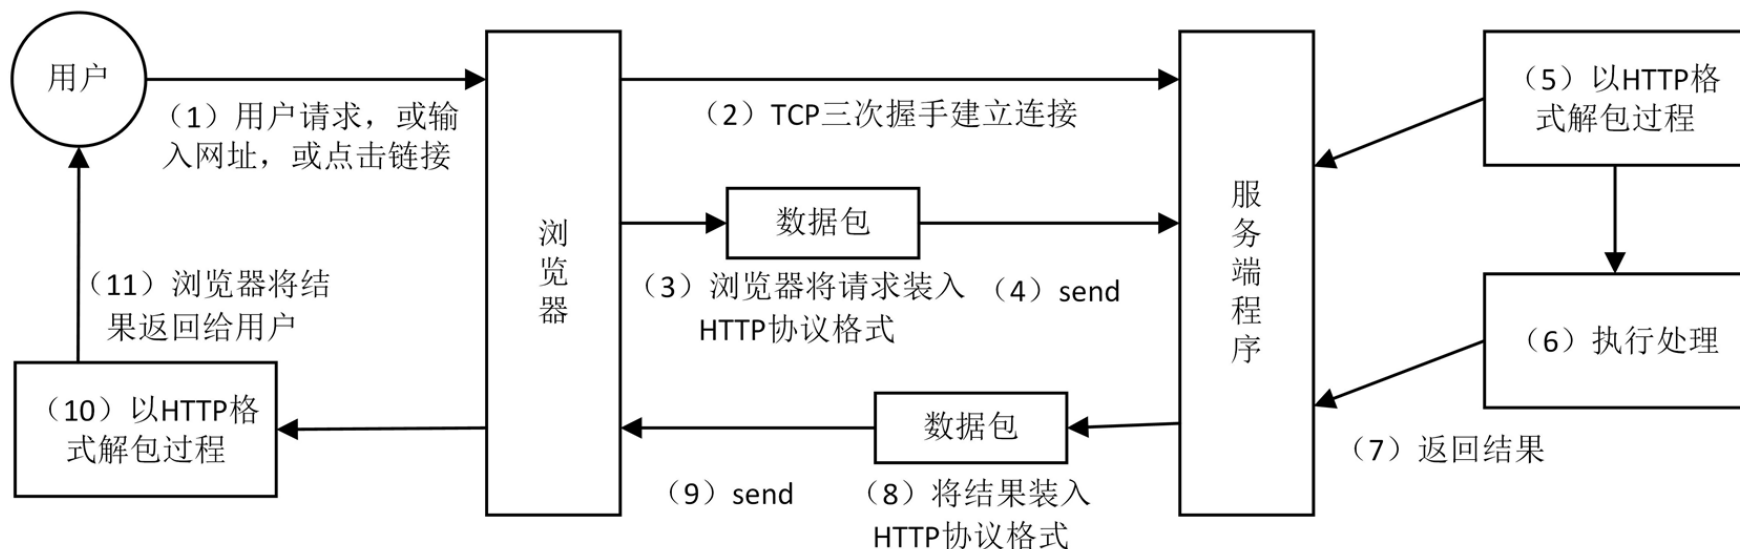 用户
（1）用户请求，或输
入网址，或点击链接
浏
览
器
（2）TCP三次握手建立连接
数据包
（3）浏览器将请求装入
HTTP协议格式
（4）send
服
务
端
程
序
（5）以HTTP格
式解包过程
（6）执行处理
（7）返回结果
数据包
（8）将结果装入
HTTP协议格式
（9）send
（10）以HTTP格
式解包过程
（11）浏览器将结
果返回给用户